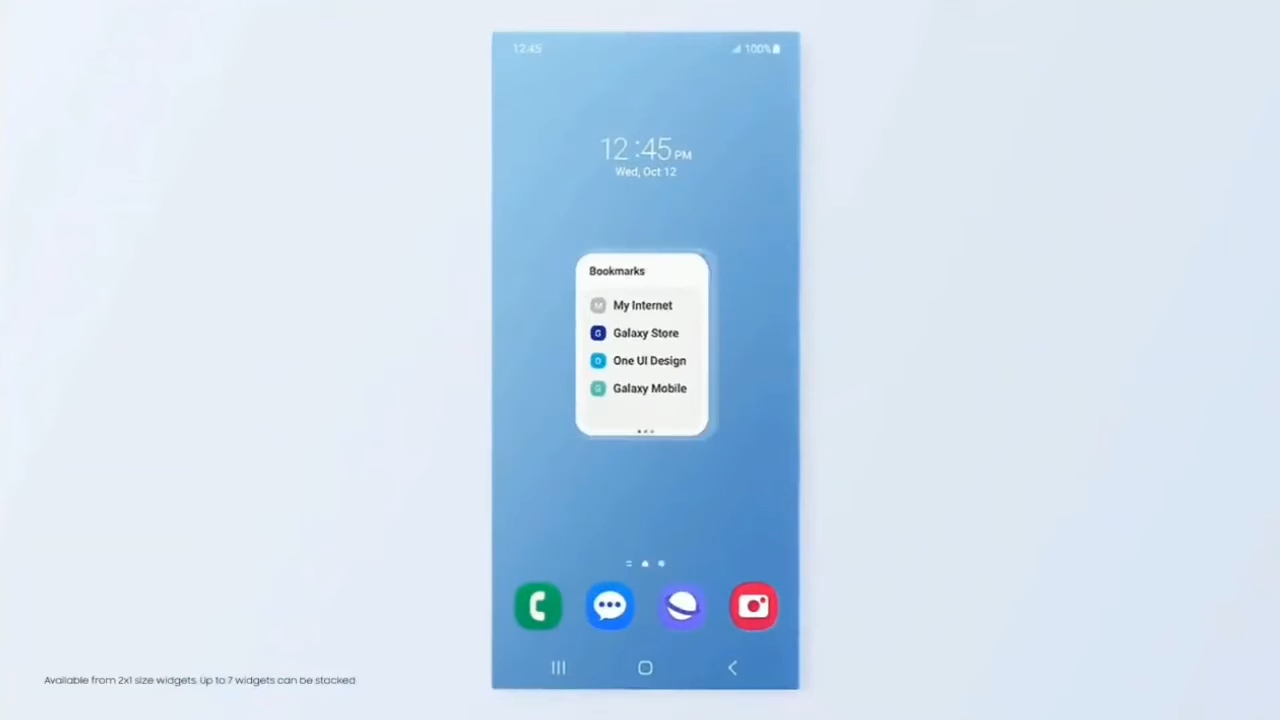 12:45
100%
12:45 PM
Wed, Oct 12
Bookmarks
M My Internet
G Galaxy Store
O One UI Design
G Galaxy Mobile
Available from 2x1 size widgets. Up to 7 widgets can be stacked